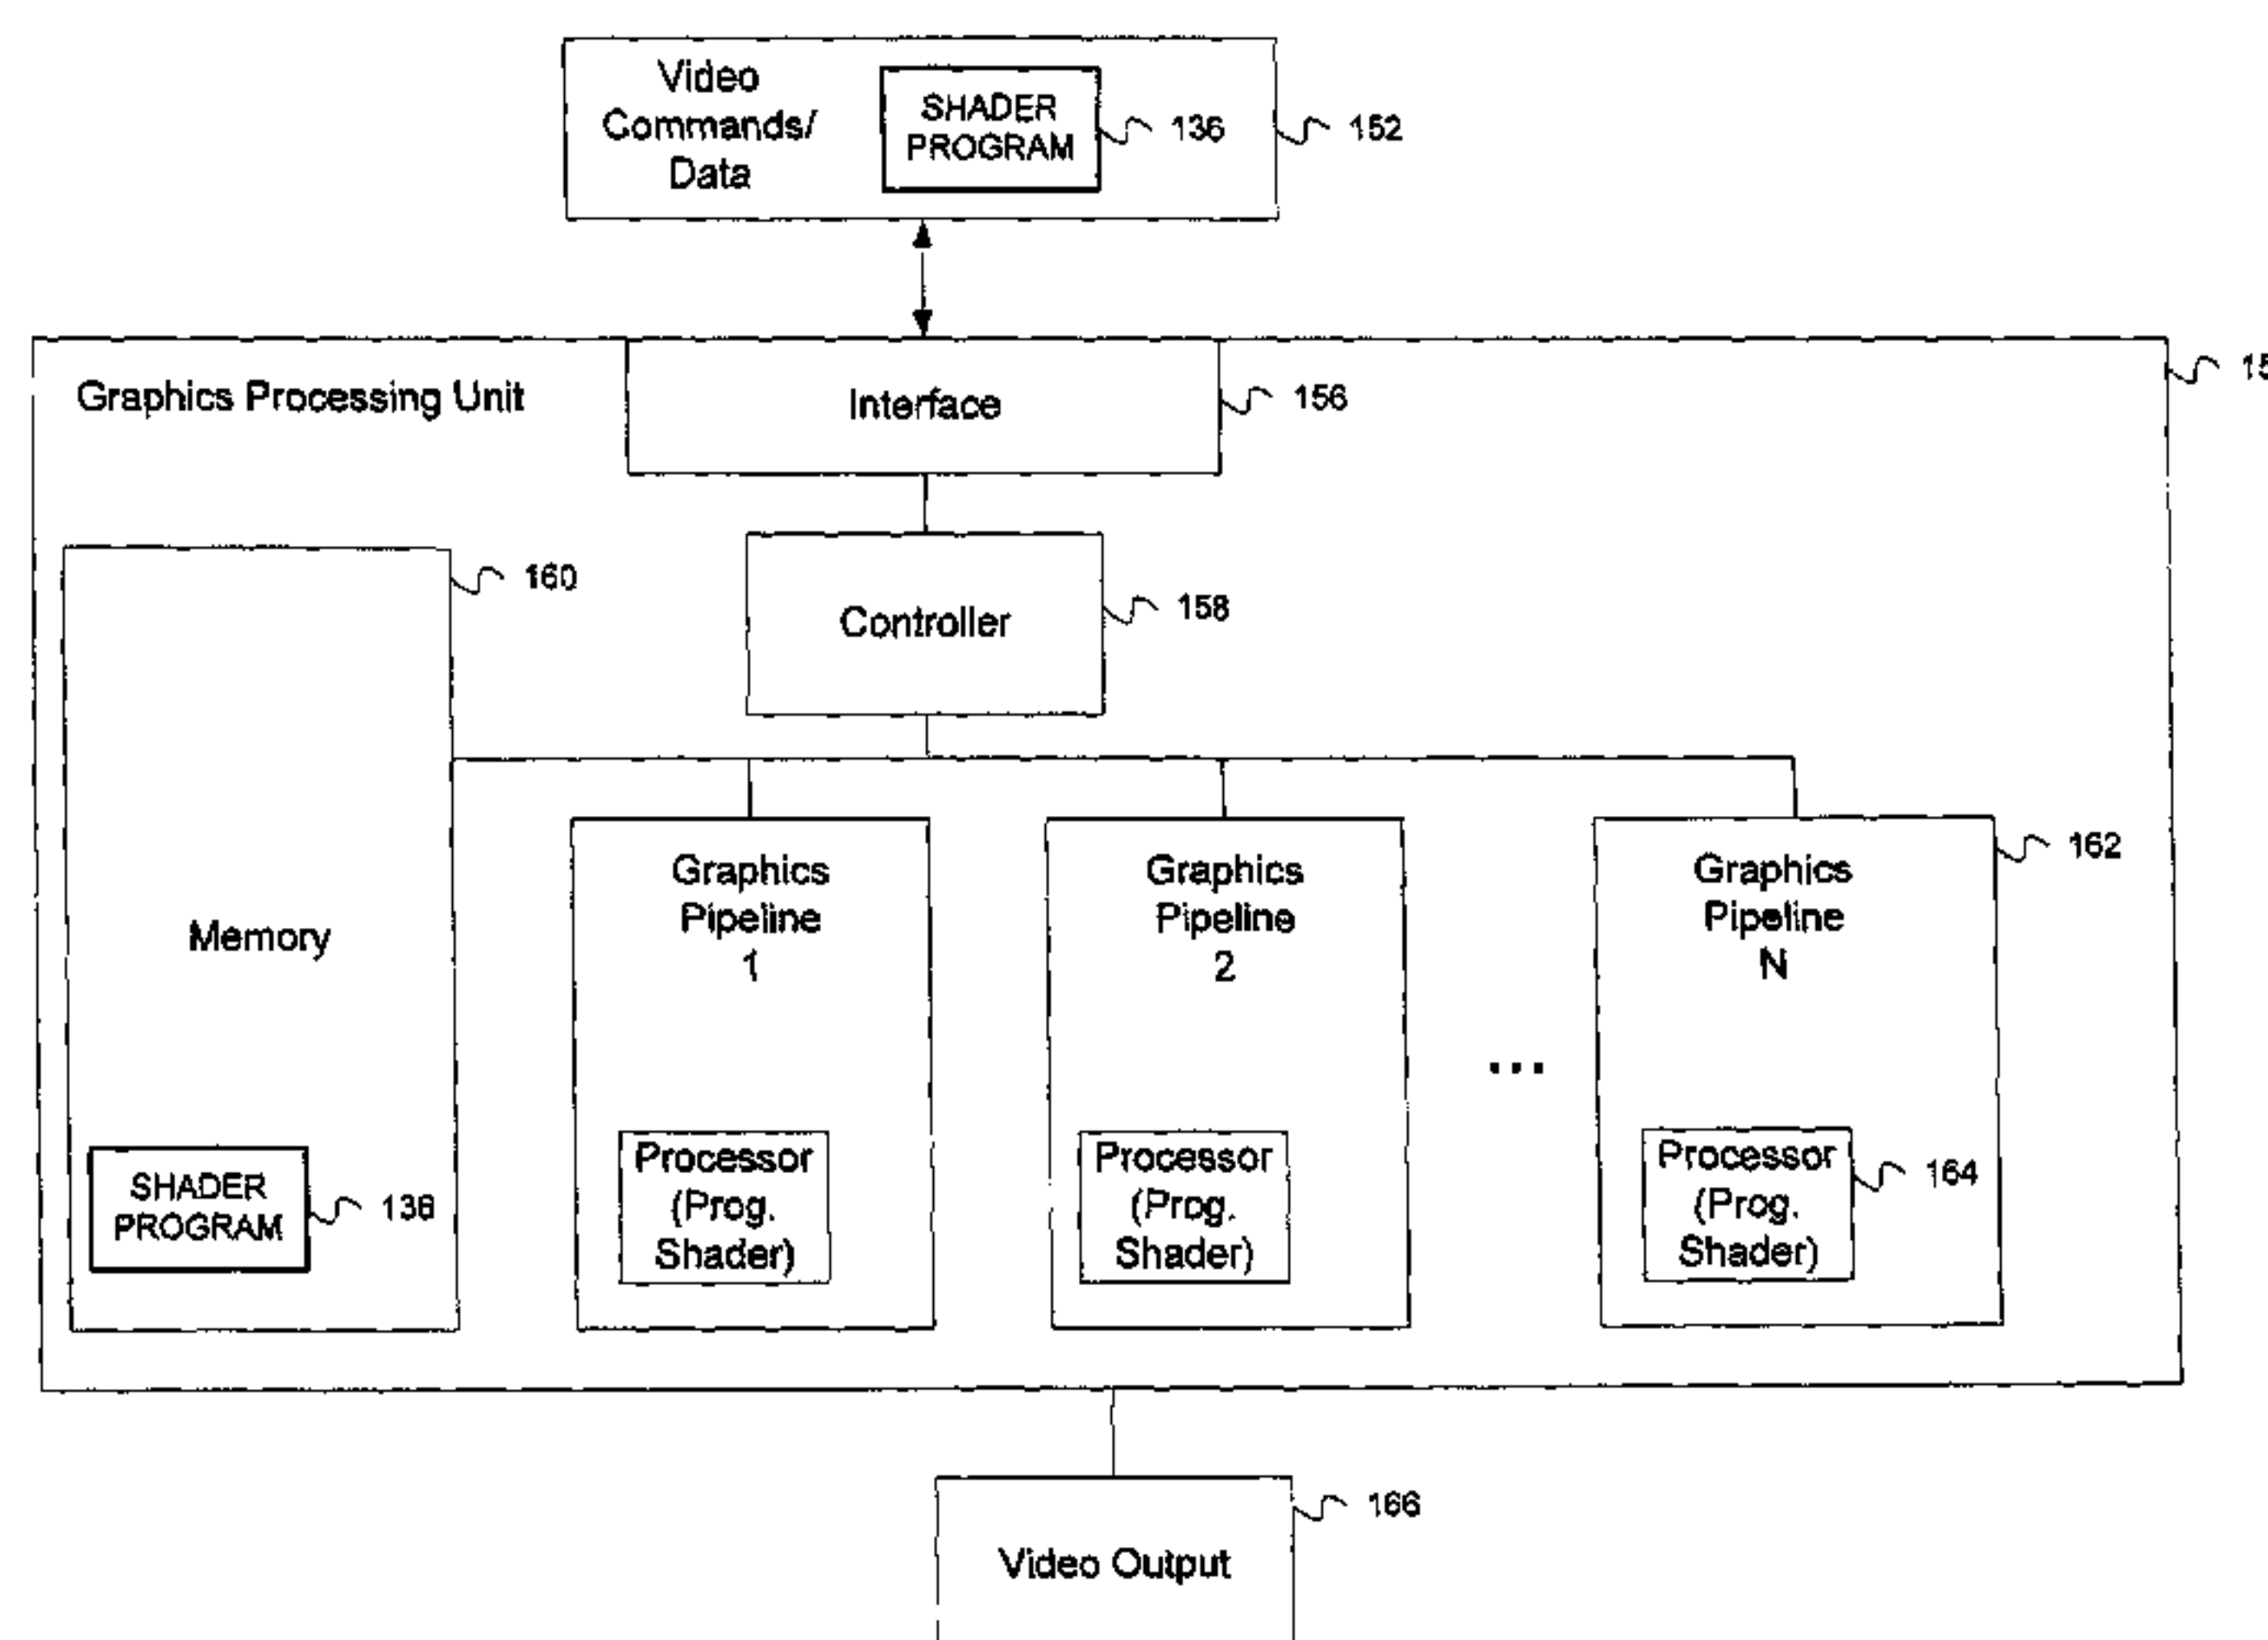 Video
Commands/
Data
SHADER
PROGRAM
136
152
Graphics Processing Unit
Interface
156
160
Controller
158
Memory
Graphics
Pipeline
1
Graphics
Pipeline
2
Graphics
Pipeline
N
162
...
SHADER
PROGRAM
136
Processor
(Prog.
Shader)
Processor
(Prog.
Shader)
Processor
(Prog.
Shader)
164
Video Output
166